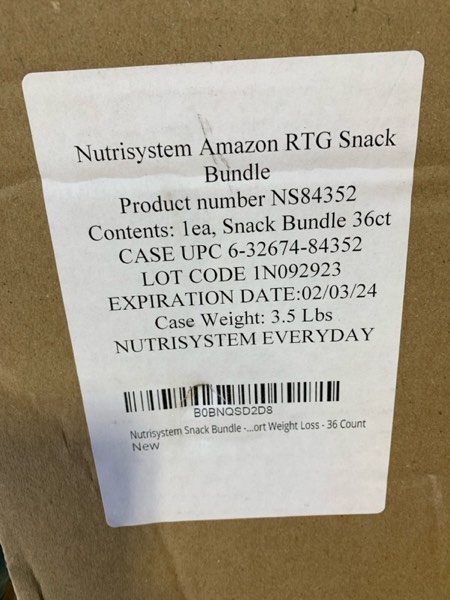 Nutrisystem Amazon RTG Snack
Bundle
Product number NS84352
Contents: 1ea, Snack Bundle 36ct
CASE UPC 6-32674-84352
LOT CODE 1N092923
EXPIRATION DATE:02/03/24
Case Weight: 3.5 Lbs
NUTRISYSTEM EVERYDAY
B0BNQSD2D8
Nutrisystem Snack Bundle -...ort Weight Loss - 36 Count
New